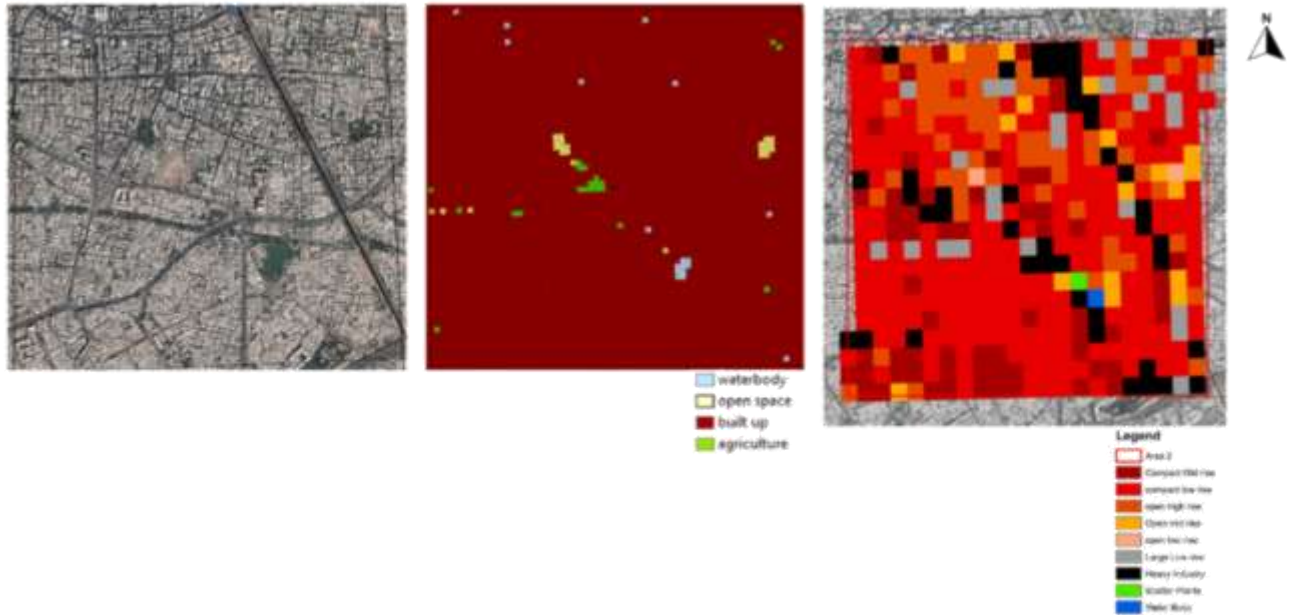 N
waterbody
open space
built up
agriculture
Legend
Area 2
Compact Mid rise
compact low rise
open high rise
Open mid rise
open low rise
Large Low-rise
Heavy Industry
Water Body